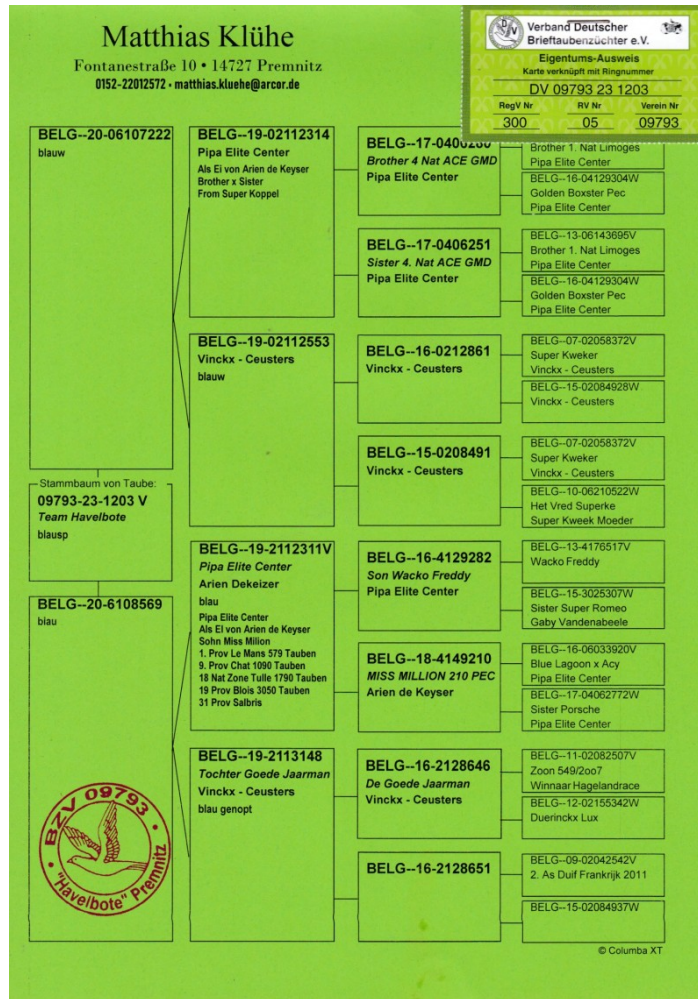 Matthias Klühe
Fontanestraße 10 • 14727 Premnitz
0152-22012572 • matthias.kluehe@arcor.de
Verband Deutscher
Brieftaubenzüchter e.V.
Eigentums-Ausweis
Karte verknüpft mit Ringnummer
DV 09793 23 1203
RegV Nr RV Nr Verein Nr
300 05 09793
BELG--20-06107222
blauw
Stammbaum von Taube:
09793-23-1203 V
Team Havelbote
blausp
BELG--20-6108569
blau
BZV 09793
"Havelbote" Premnitz
BELG--19-02112314
Pipa Elite Center
Als Ei von Arien de Keyser
Brother x Sister
From Super Koppel
BELG--19-02112553
Vinckx - Ceusters
blauw
BELG--19-2112311V
Pipa Elite Center
Arien Dekeizer
blau
Pipa Elite Center
Als EI von Arien de Keyser
Sohn Miss Milion
1. Prov Le Mans 579 Tauben
9. Prov Chat 1090 Tauben
18 Nat Zone Tulle 1790 Tauben
19 Prov Blois 3050 Tauben
31 Prov Salbris
BELG--19-2113148
Tochter Goede Jaarman
Vinckx - Ceusters
blau genopt
BELG--17-0406280
Brother 4 Nat ACE GMD
Pipa Elite Center
BELG--17-0406251
Sister 4. Nat ACE GMD
Pipa Elite Center
BELG--16-0212861
Vinckx - Ceusters
BELG--15-0208491
Vinckx - Ceusters
BELG--16-4129282
Son Wacko Freddy
Pipa Elite Center
BELG--18-4149210
MISS MILLION 210 PEC
Arien de Keyser
BELG--16-2128646
De Goede Jaarman
Vinckx - Ceusters
BELG--16-2128651
Brother 1. Nat Limoges
Pipa Elite Center
BELG--16-04129304W
Golden Boxster Pec
Pipa Elite Center
BELG--13-06143695V
Brother 1. Nat Limoges
Pipa Elite Center
BELG--16-04129304W
Golden Boxster Pec
Pipa Elite Center
BELG--07-02058372V
Super Kweker
Vinckx - Ceusters
BELG--15-02084928W
Vinckx - Ceusters
BELG--07-02058372V
Super Kweker
Vinckx - Ceusters
BELG--10-06210522W
Het Vred Superke
Super Kweek Moeder
BELG--13-4176517V
Wacko Freddy
BELG--15-3025307W
Sister Super Romeo
Gaby Vandenabeele
BELG--16-06033920V
Blue Lagoon x Acy
Pipa Elite Center
BELG--17-04062772W
Sister Porsche
Pipa Elite Center
BELG--11-02082507V
Zoon 549/2oo7
Winnaar Hagelandrace
BELG--12-02155342W
Duerinckx Lux
BELG--09-02042542V
2. As Duif Frankrijk 2011
BELG--15-02084937W
© Columba XT